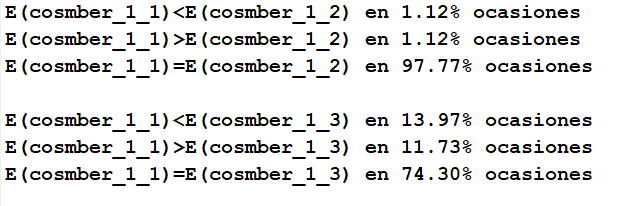 E(cosmber_1_1)<E(cosmber_1_2) en 1.12% ocasiones
E(cosmber_1_1)>E(cosmber_1_2) en 1.12% ocasiones
E(cosmber_1_1)=E(cosmber_1_2) en 97.77% ocasiones
E(cosmber_1_1)<E(cosmber_1_3) en 13.97% ocasiones
E(cosmber_1_1)>E(cosmber_1_3) en 11.73% ocasiones
E(cosmber_1_1)=E(cosmber_1_3) en 74.30% ocasiones